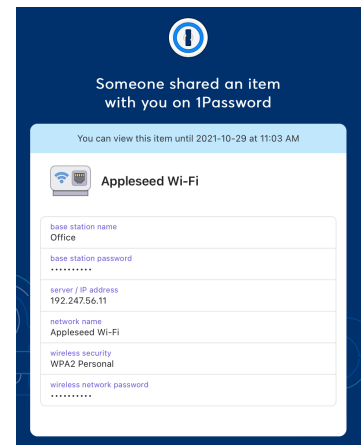 Someone shared an item
with you on 1Password
You can view this item until 2021-10-29 at 11:03 AM
Appleseed Wi-Fi
base station name
Office
base station password
••••••••••
server / IP address
192.247.56.11
network name
Appleseed Wi-Fi
wireless security
WPA2 Personal
wireless network password
••••••••••